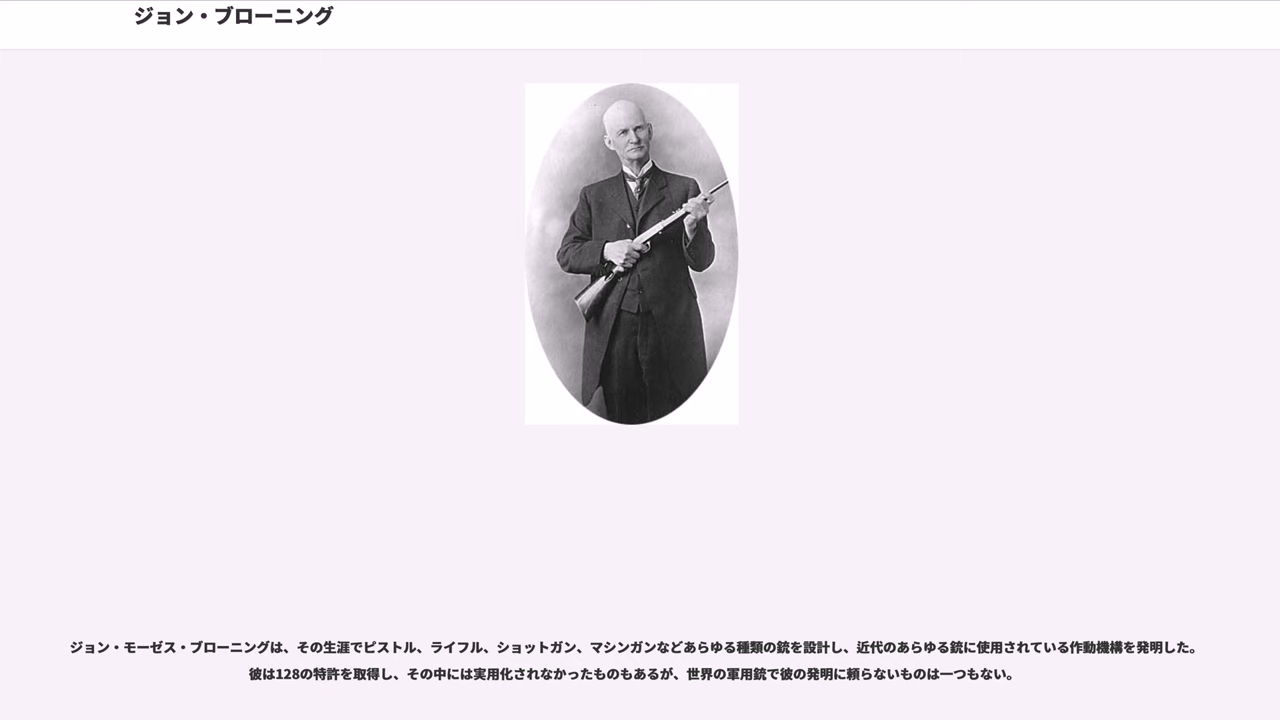 ジョン・ブローニング
ジョン・モーゼス・ブローニングは、その生涯でピストル、ライフル、ショットガン、マシンガンなどあらゆる種類の銃を設計し、近代のあらゆる銃に使用されている作動機構を発明した。
彼は128の特許を取得し、その中には実用化されなかったものもあるが、世界の軍用銃で彼の発明に頼らないものは一つもない。